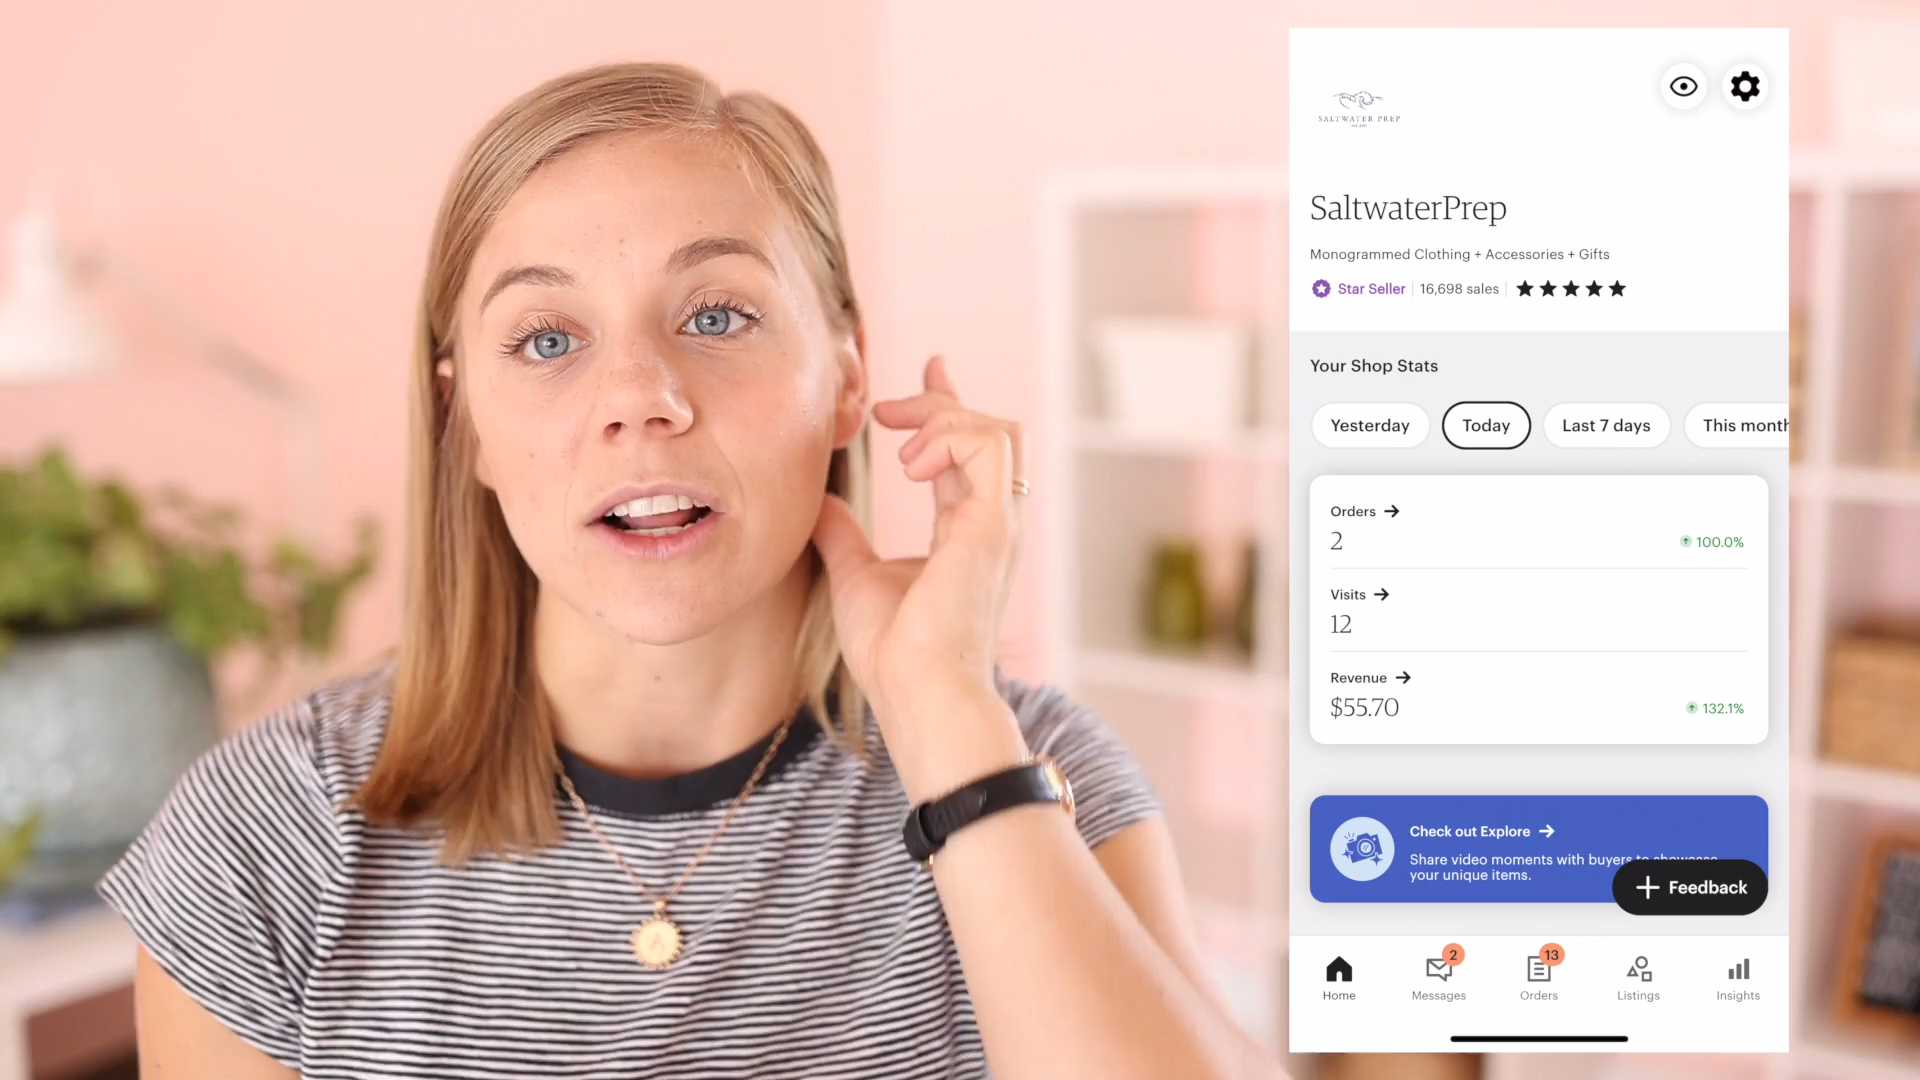 SALTWATER PREP
SaltwaterPrep
Monogrammed Clothing + Accessories + Gifts
Star Seller 16,698 sales
Your Shop Stats
Yesterday Today Last 7 days This month
Orders
2 100.0%
Visits
12
Revenue
$55.70 132.1%
Check out Explore
Share video moments with buyers to showcase
your unique items.
Feedback
2 13
Home Messages Orders Listings Insights